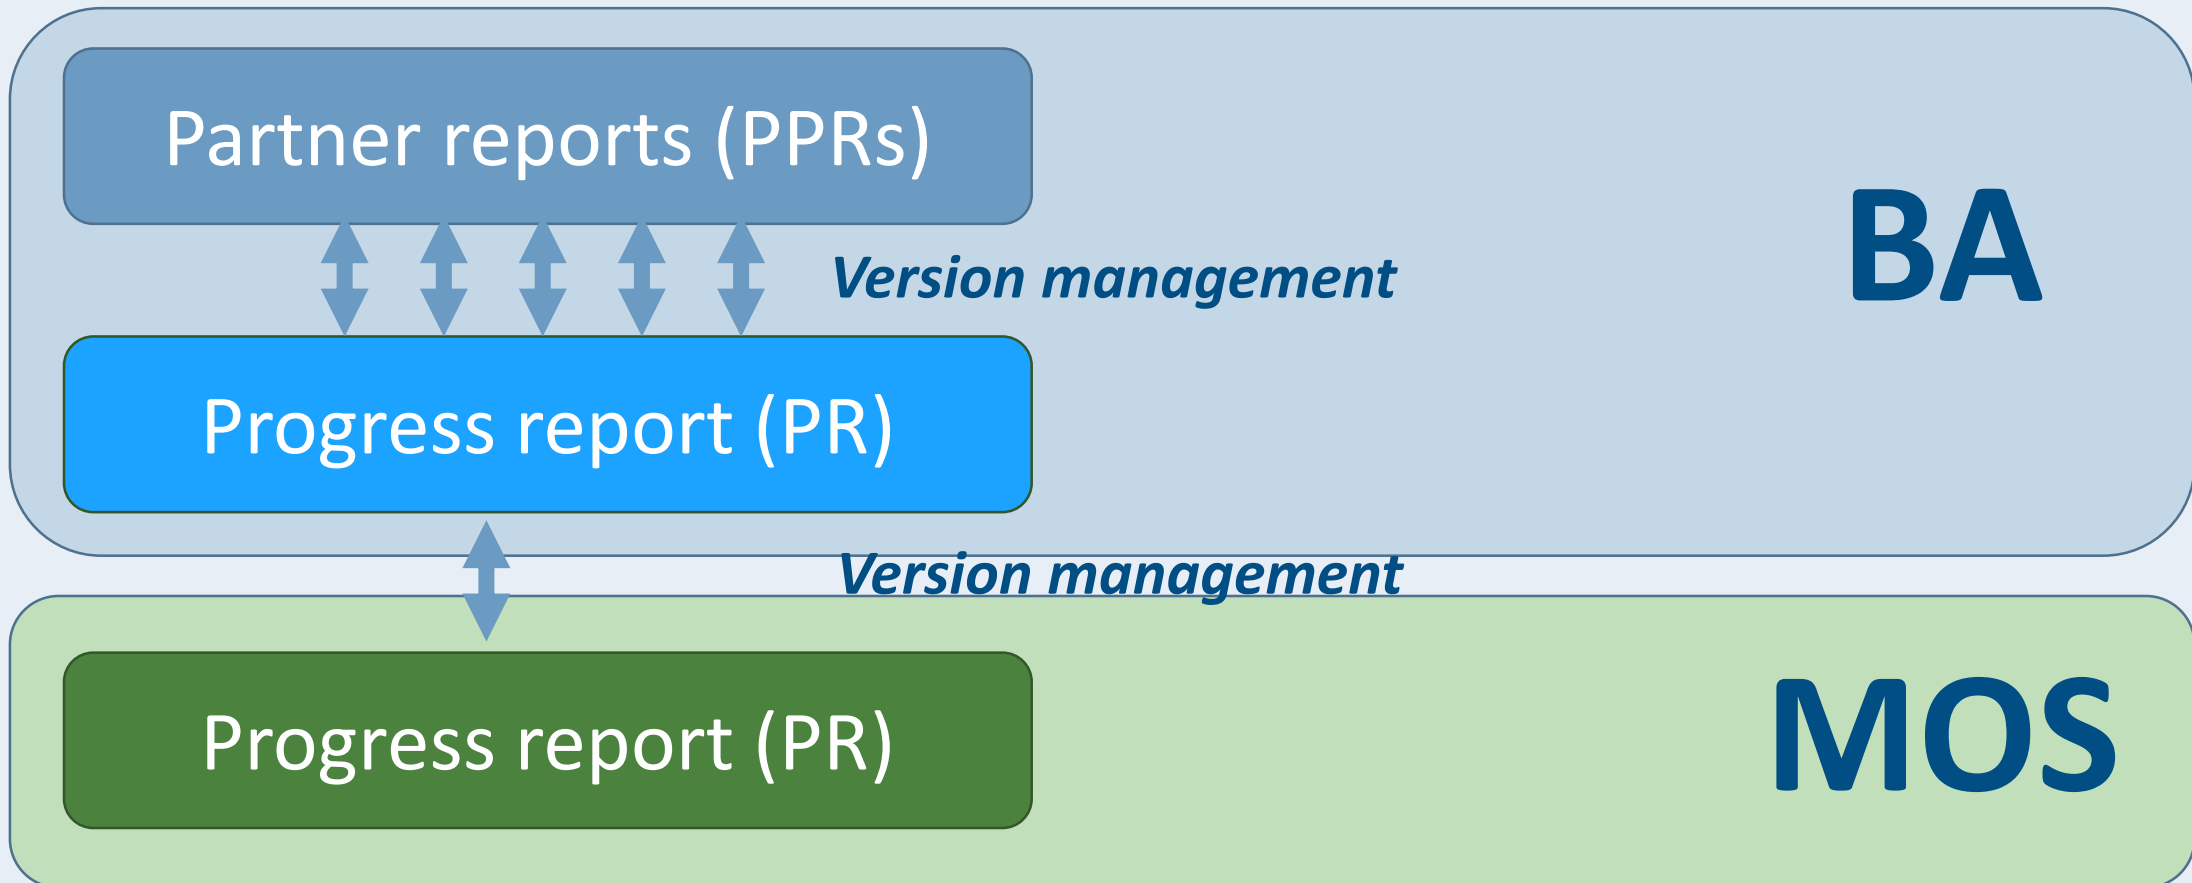 Partner reports (PPRs)
Version management
BA
Progress report (PR)
Version management
Progress report (PR)
MOS